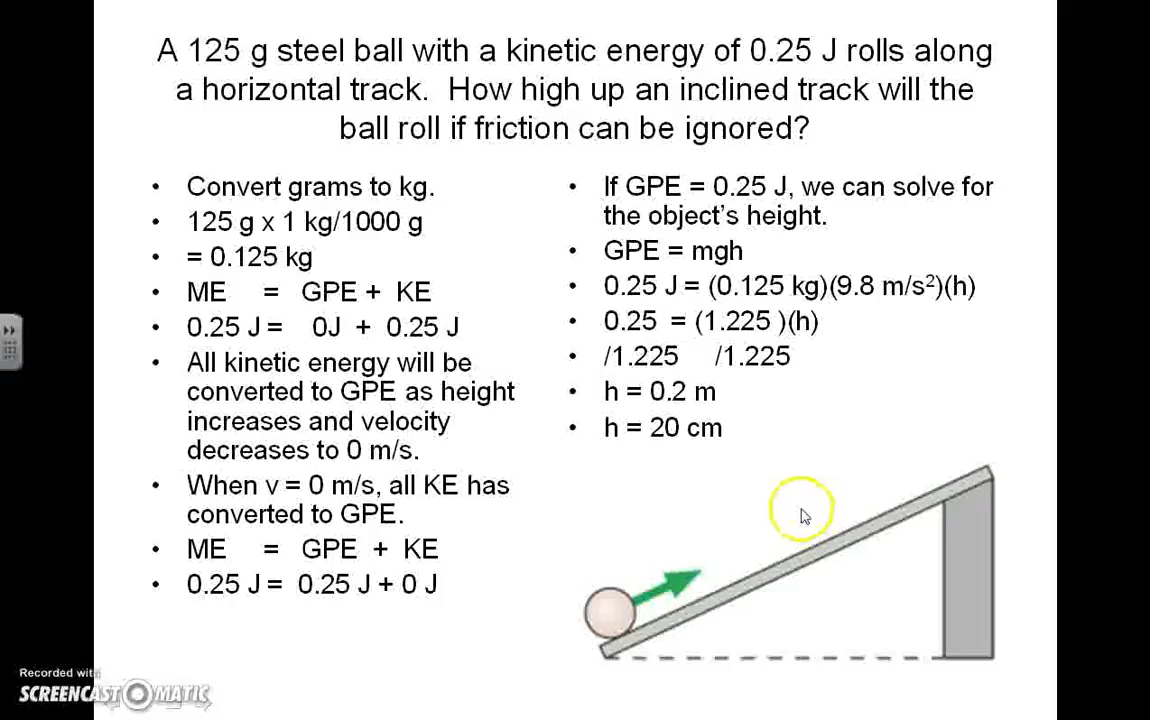 A 125 g steel ball with a kinetic energy of 0.25 J rolls along
a horizontal track. How high up an inclined track will the
ball roll if friction can be ignored?
• Convert grams to kg.
• 125 g x 1 kg/1000 g
• = 0.125 kg
• ME = GPE + KE
• 0.25 J = 0J + 0.25 J
• All kinetic energy will be
converted to GPE as height
increases and velocity
decreases to 0 m/s.
• When v = 0 m/s, all KE has
converted to GPE.
• ME = GPE + KE
• 0.25 J = 0.25 J + 0 J
• If GPE = 0.25 J, we can solve for
the object’s height.
• GPE = mgh
• 0.25 J = (0.125 kg)(9.8 m/s²)(h)
• 0.25 = (1.225 )(h)
• /1.225 /1.225
• h = 0.2 m
• h = 20 cm
Recorded with
SCREENCAST-O-MATIC